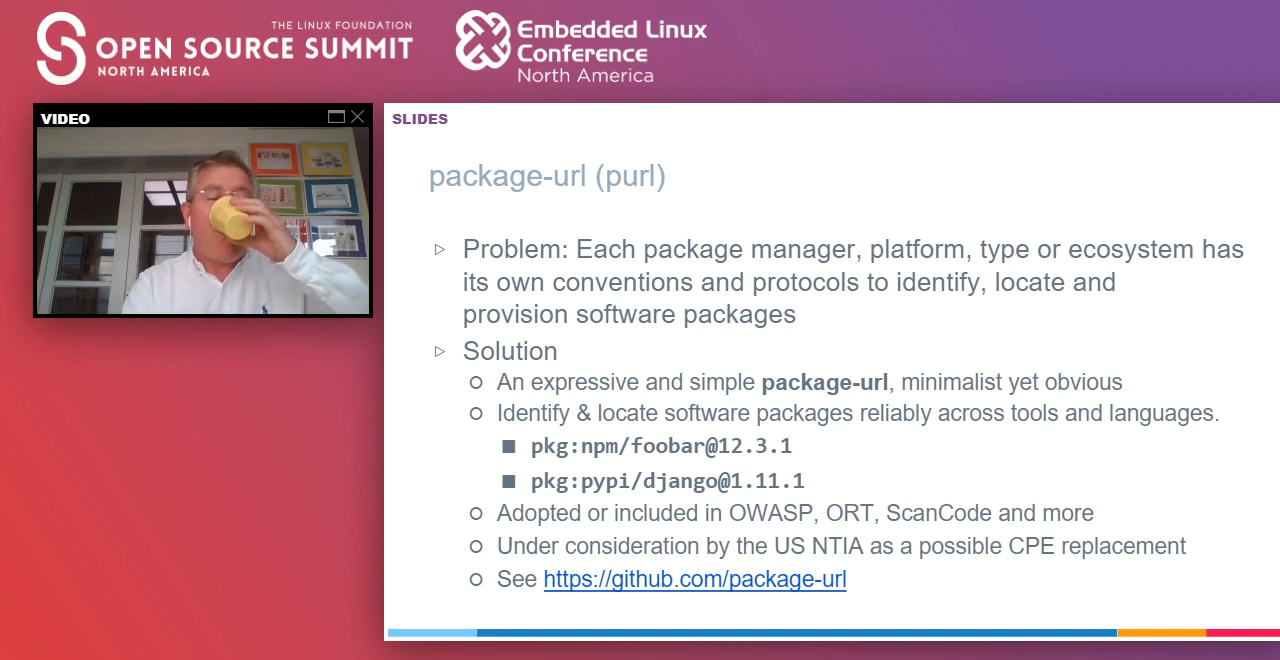 THE LINUX FOUNDATION
OPEN SOURCE SUMMIT
NORTH AMERICA
Embedded Linux
Conference
North America
VIDEO
SLIDES
package-url (purl)
▷ Problem: Each package manager, platform, type or ecosystem has
its own conventions and protocols to identify, locate and
provision software packages
▷ Solution
○ An expressive and simple package-url, minimalist yet obvious
○ Identify & locate software packages reliably across tools and languages.
■ pkg:npm/foobar@12.3.1
■ pkg:pypi/django@1.11.1
○ Adopted or included in OWASP, ORT, ScanCode and more
○ Under consideration by the US NTIA as a possible CPE replacement
○ See https://github.com/package-url